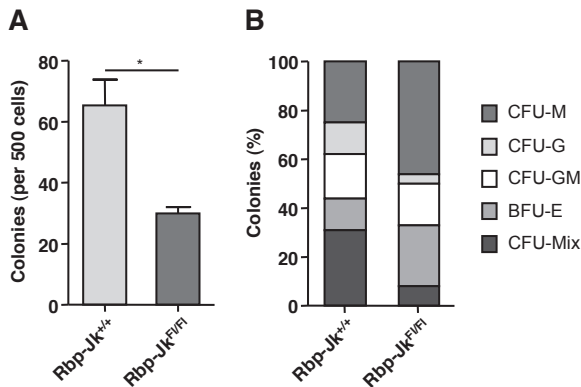 A
Colonies (per 500 cells)
80
60
40
20
0
*
Rbp-Jk+/+
Rbp-JkFl/Fl
B
Colonies (%)
100
80
60
40
20
0
Rbp-Jk+/+
Rbp-JkFl/Fl
CFU-M
CFU-G
CFU-GM
BFU-E
CFU-Mix